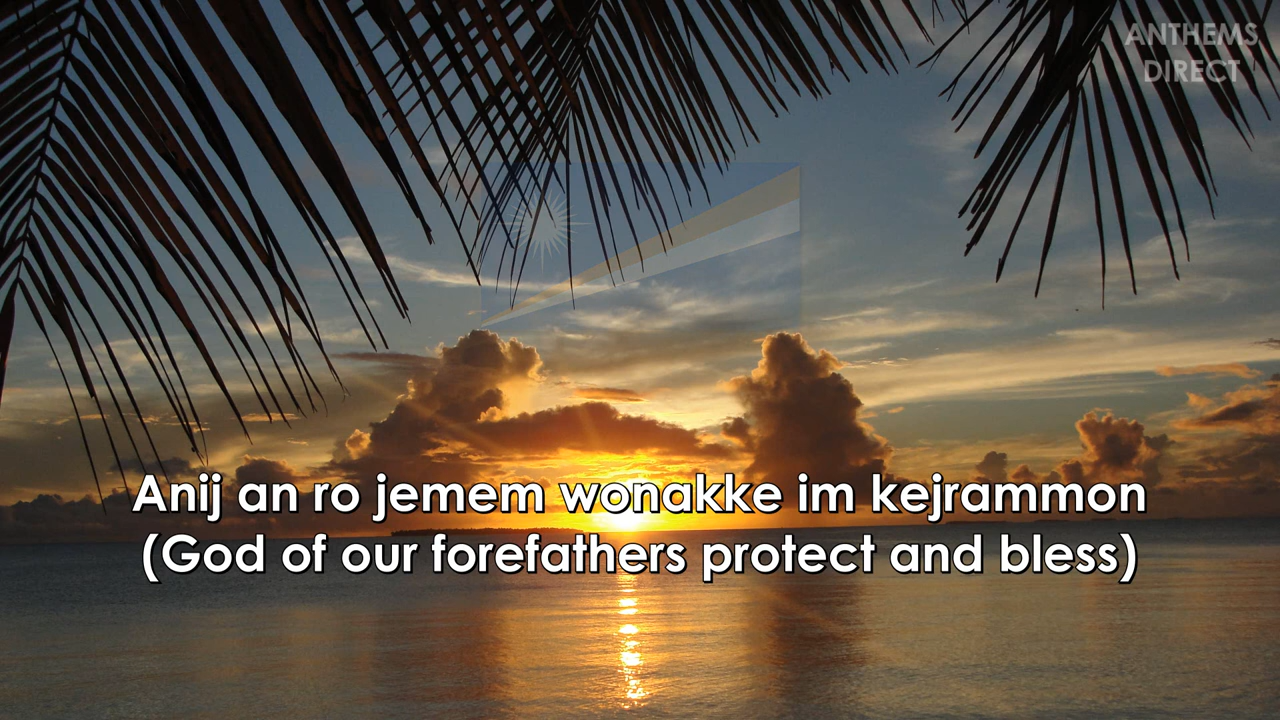 ANTHEMS
DIRECT
Anij an ro jemem wonakke im kejrammon
(God of our forefathers protect and bless)